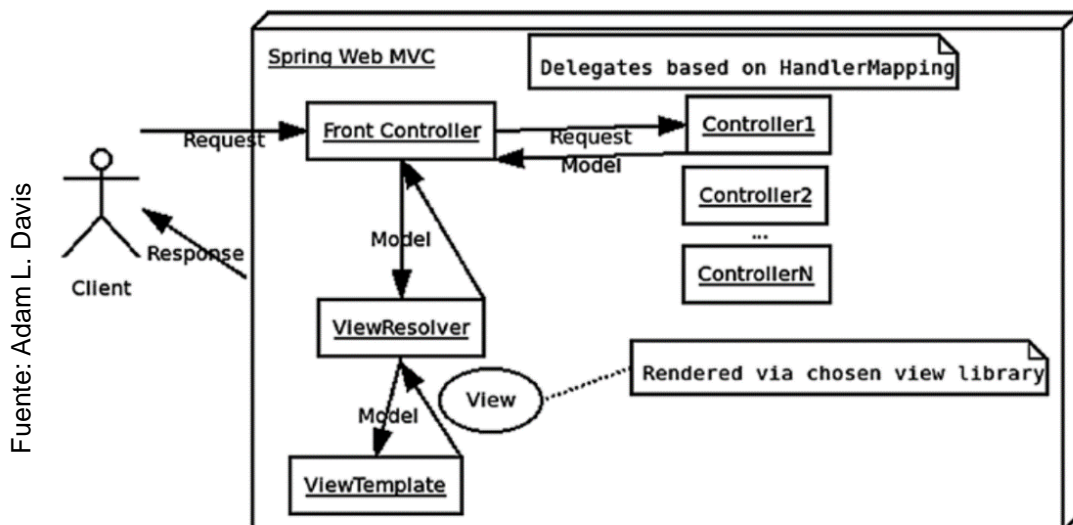 Spring Web MVC
Delegates based on HandlerMapping
Request
Front Controller
Request
Model
Controller1
Controller2
...
ControllerN
Client
Response
Model
ViewResolver
View
Rendered via chosen view library
Model
ViewTemplate
Fuente: Adam L. Davis